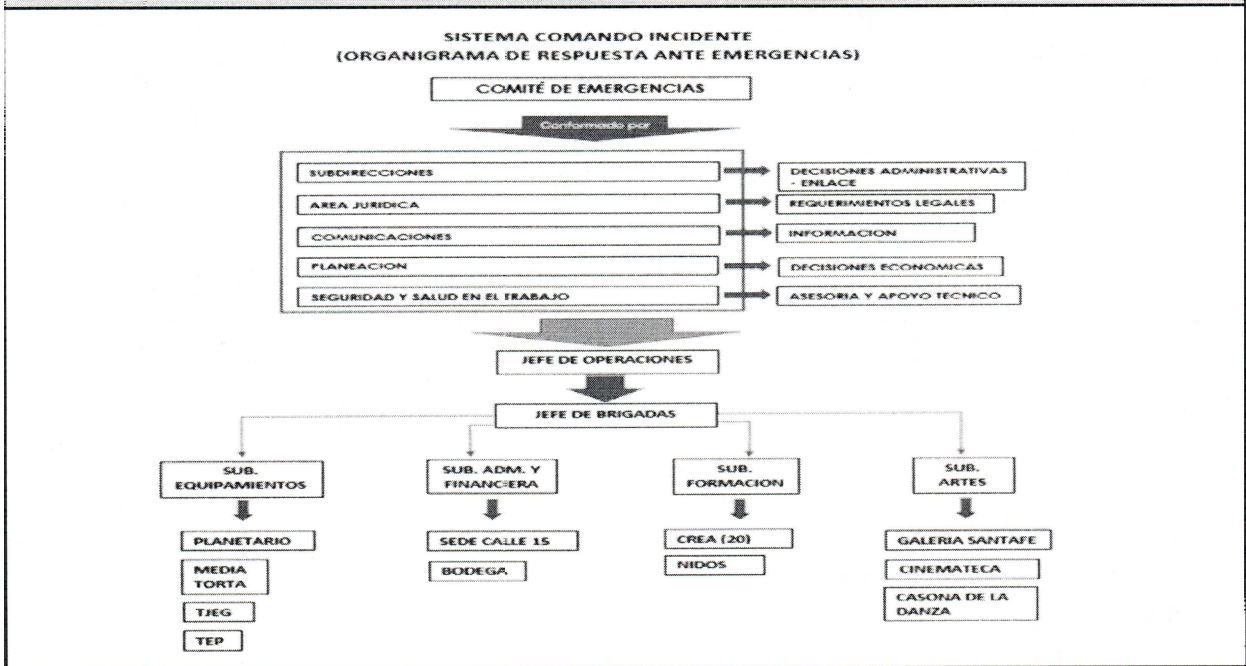 SISTEMA COMANDO INCIDENTE
(ORGANIGRAMA DE RESPUESTA ANTE EMERGENCIAS)
COMITÉ DE EMERGENCIAS
Conformado por
SUBDIRECCIONES
DECISIONES ADMINISTRATIVAS
- ENLACE
AREA JURIDICA
REQUERIMIENTOS LEGALES
COMUNICACIONES
INFORMACION
PLANEACION
DECISIONES ECONOMICAS
SEGURIDAD Y SALUD EN EL TRABAJO
ASESORIA Y APOYO TECNICO
JEFE DE OPERACIONES
JEFE DE BRIGADAS
SUB.
EQUIPAMIENTOS
PLANETARIO
MEDIA
TORTA
TJEG
TEP
SUB. ADM. Y
FINANCIERA
SEDE CALLE 15
BODEGA
SUB.
FORMACION
CREA (20)
NIDOS
SUB.
ARTES
GALERIA SANTAFE
CINEMATECA
CASONA DE LA
DANZA